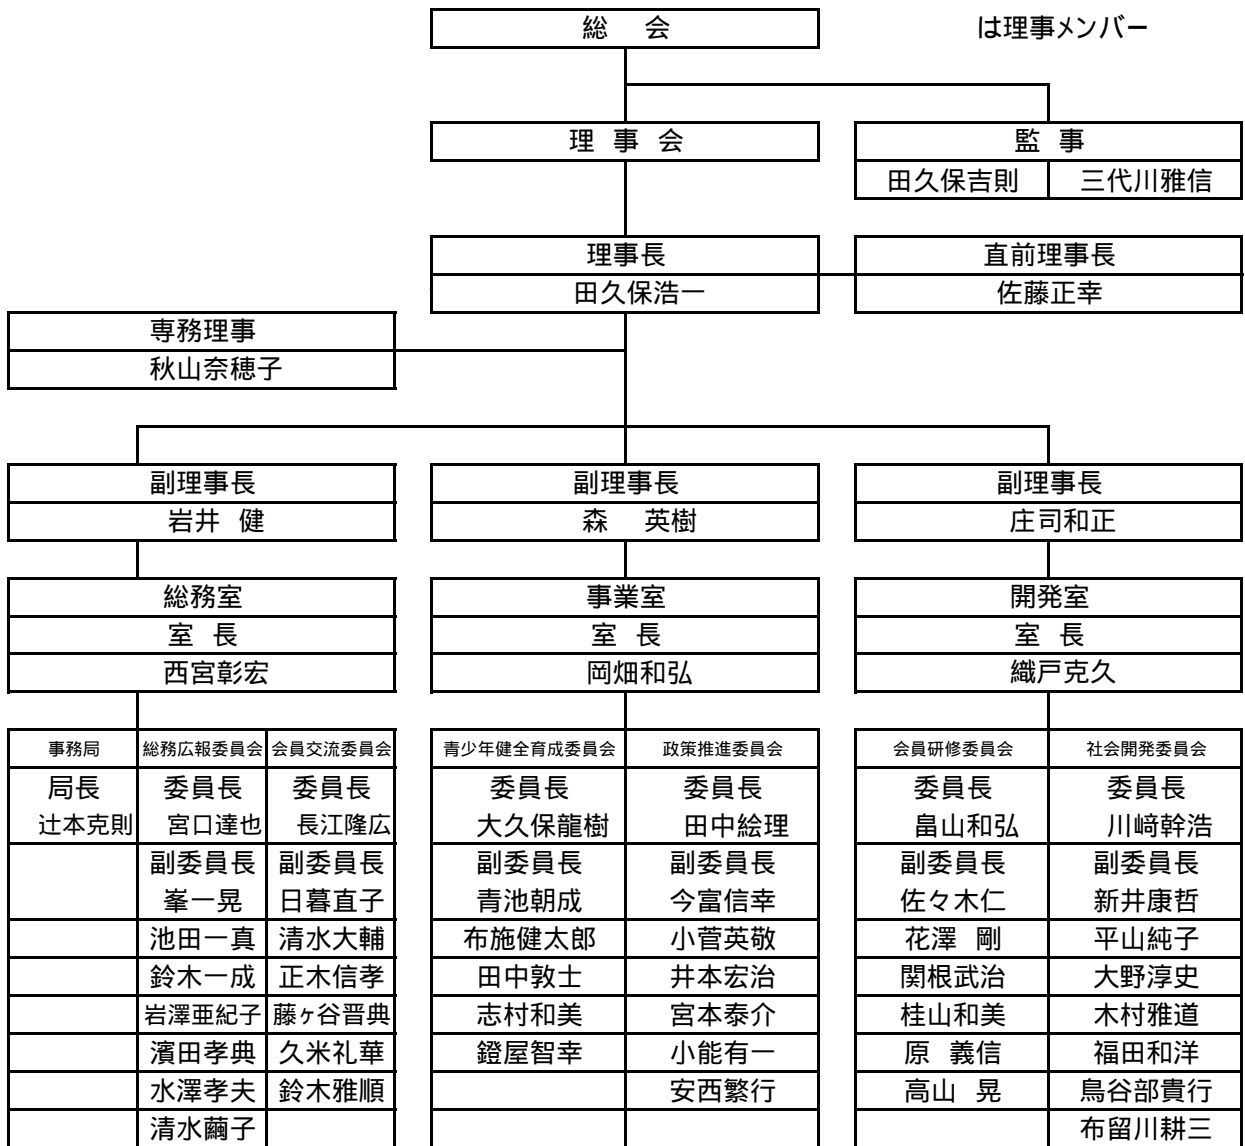 総　会
は理事メンバー
理 事 会
監 事
田久保吉則 三代川雅信
理事長
田久保浩一
直前理事長
佐藤正幸
専務理事
秋山奈穂子
副理事長
岩井 健
副理事長
森　英樹
副理事長
庄司和正
総務室
室 長
西宮彰宏
事業室
室 長
岡畑和弘
開発室
室 長
織戸克久
事務局
局長
辻本克則
総務広報委員会
委員長
宮口達也
副委員長
峯一晃
池田一真
鈴木一成
岩澤亜紀子
濱田孝典
水澤孝夫
清水繭子
会員交流委員会
委員長
長江隆広
副委員長
日暮直子
清水大輔
正木信孝
藤ヶ谷晋典
久米礼華
鈴木雅順
青少年健全育成委員会
委員長
大久保龍樹
副委員長
青池朝成
布施健太郎
田中敦士
志村和美
鐙屋智幸
政策推進委員会
委員長
田中絵理
副委員長
今富信幸
小菅英敬
井本宏治
宮本泰介
小能有一
安西繁行
会員研修委員会
委員長
畠山和弘
副委員長
佐々木仁
花澤 剛
関根武治
桂山和美
原 義信
高山 晃
社会開発委員会
委員長
川﨑幹浩
副委員長
新井康哲
平山純子
大野淳史
木村雅道
福田和洋
鳥谷部貴行
布留川耕三